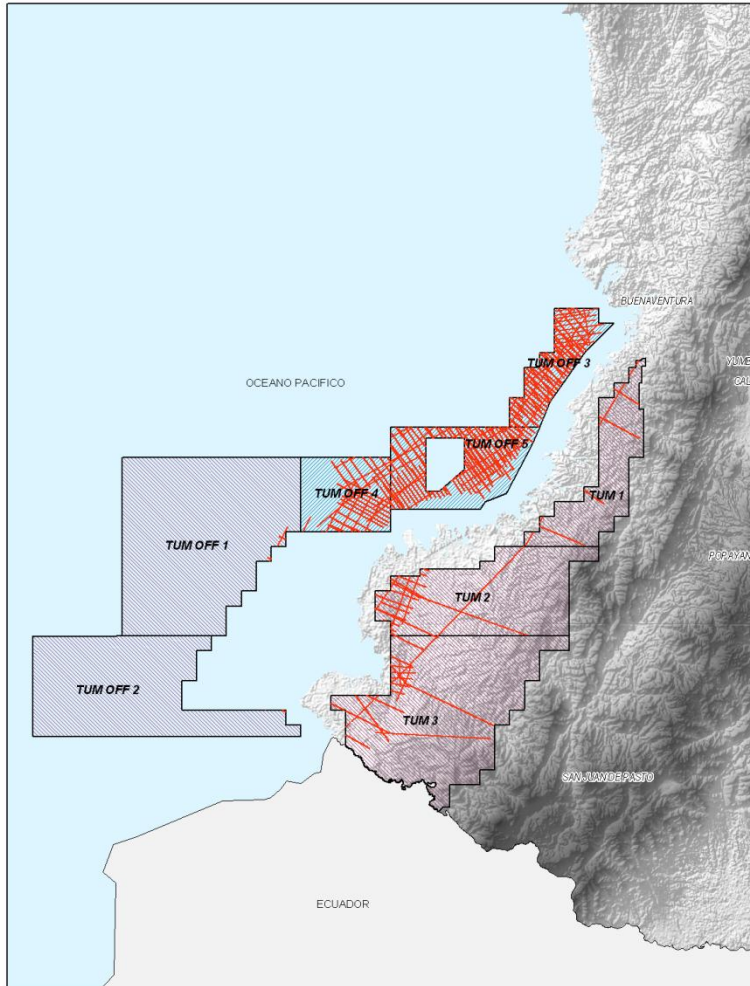 BUENAVENTURA
TUM OFF 3
OCEANO PACIFICO
TUM OFF 5
TUM OFF 4
TUM 1
TUM OFF 1
POPAYAN
TUM 2
TUM OFF 2
TUM 3
SAN JUAN DE PASTO
ECUADOR